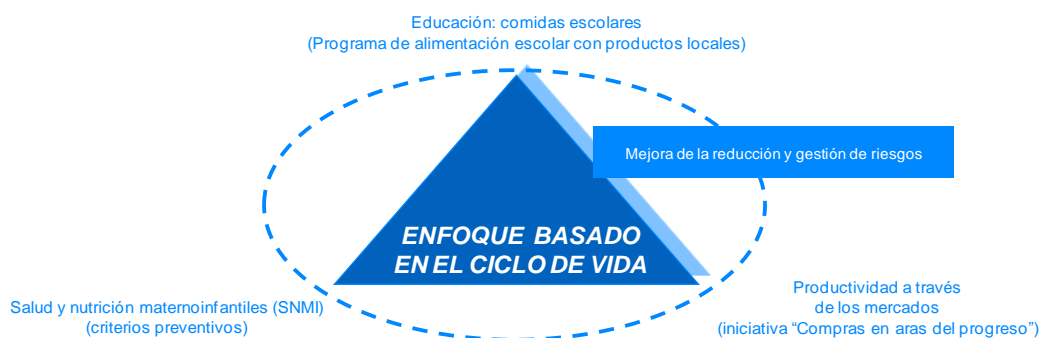 Educación: comidas escolares
(Programa de alimentación escolar con productos locales)
Mejora de la reducción y gestión de riesgos
ENFOQUE BASADO
EN EL CICLO DE VIDA
Salud y nutrición maternoinfantiles (SNMI)
(criterios preventivos)
Productividad a través
de los mercados
(iniciativa “Compras en aras del progreso”)